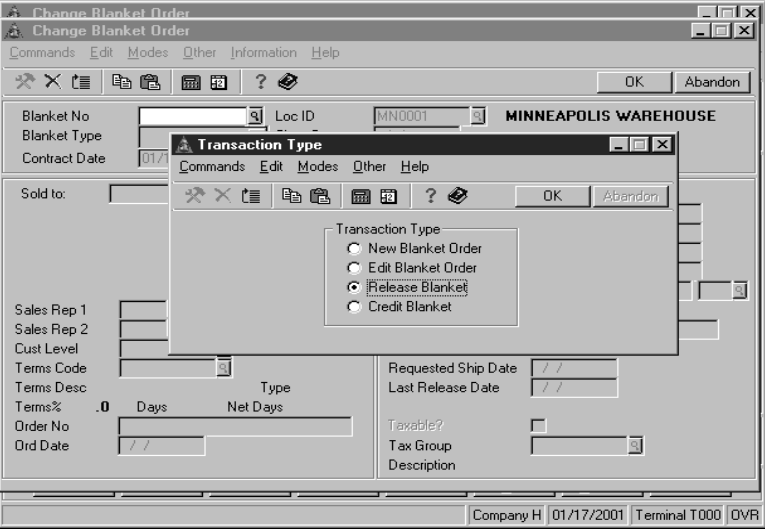 Change Blanket Order
Change Blanket Order
Commands Edit Modes Other Information Help
OK Abandon
Blanket No Loc ID MN0001 MINNEAPOLIS WAREHOUSE
Blanket Type
Contract Date 01/1
Transaction Type
Commands Edit Modes Other Help
OK Abandon
Sold to:
Transaction Type
New Blanket Order
Edit Blanket Order
Release Blanket
Credit Blanket
Sales Rep 1
Sales Rep 2
Cust Level
Terms Code Requested Ship Date / /
Terms Desc Type Last Release Date / /
Terms% .0 Days Net Days
Order No Taxable?
Ord Date / / Tax Group
Description
Company H 01/17/2001 Terminal T000 OVR